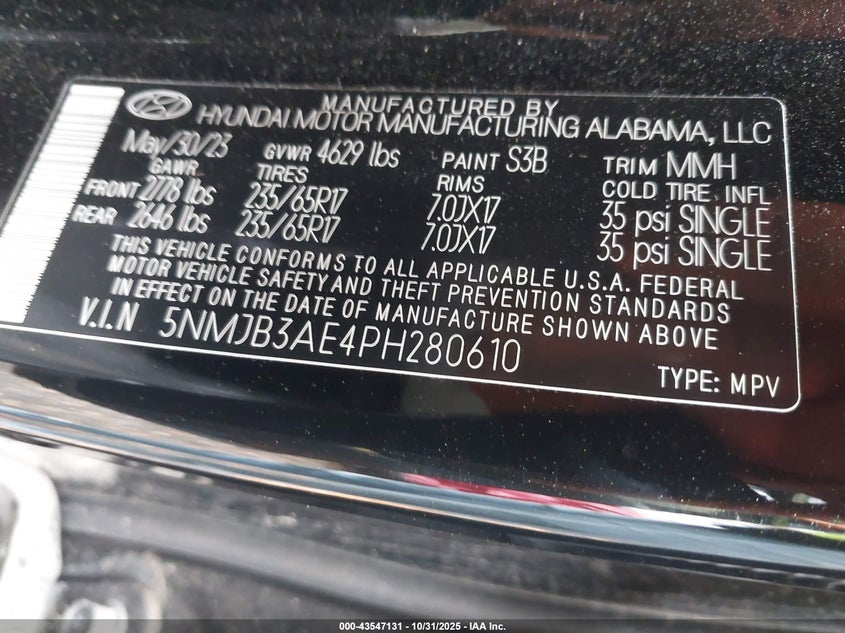 MANUFACTURED BY
HYUNDAI MOTOR MANUFACTURING ALABAMA, LLC
May/30/23 GVWR 4629 lbs PAINT S3B TRIM MMH
GAWR TIRES RIMS COLD TIRE INFL
FRONT 2778 lbs 235/65R17 7.0JX17 35 psi SINGLE
REAR 2646 lbs 235/65R17 7.0JX17 35 psi SINGLE
THIS VEHICLE CONFORMS TO ALL APPLICABLE U.S.A. FEDERAL
MOTOR VEHICLE SAFETY AND THEFT PREVENTION STANDARDS
IN EFFECT ON THE DATE OF MANUFACTURE SHOWN ABOVE
V.I.N 5NMJB3AE4PH280610
TYPE: MPV
000-43547131 - 10/31/2025 - IAA Inc.